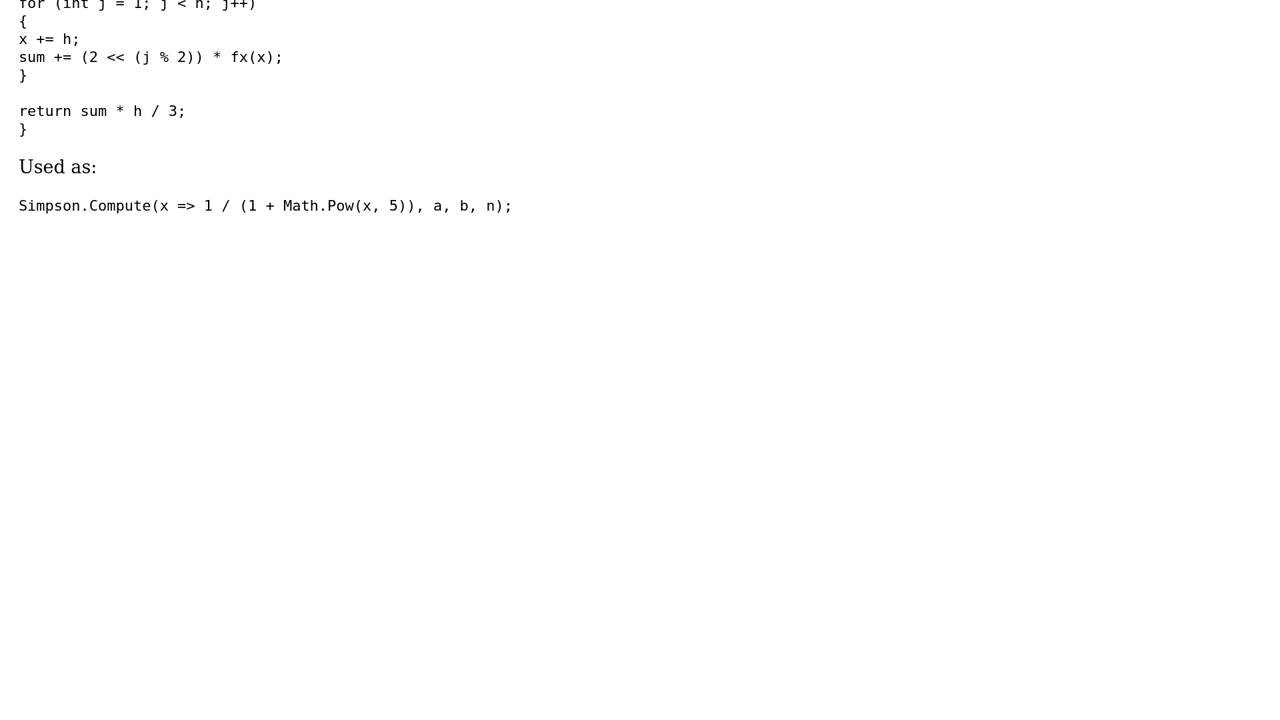 for (int j = 1; j < n; j++)
{
x += h;
sum += (2 << (j % 2)) * fx(x);
}
return sum * h / 3;
}
Used as:
Simpson.Compute(x => 1 / (1 + Math.Pow(x, 5)), a, b, n);